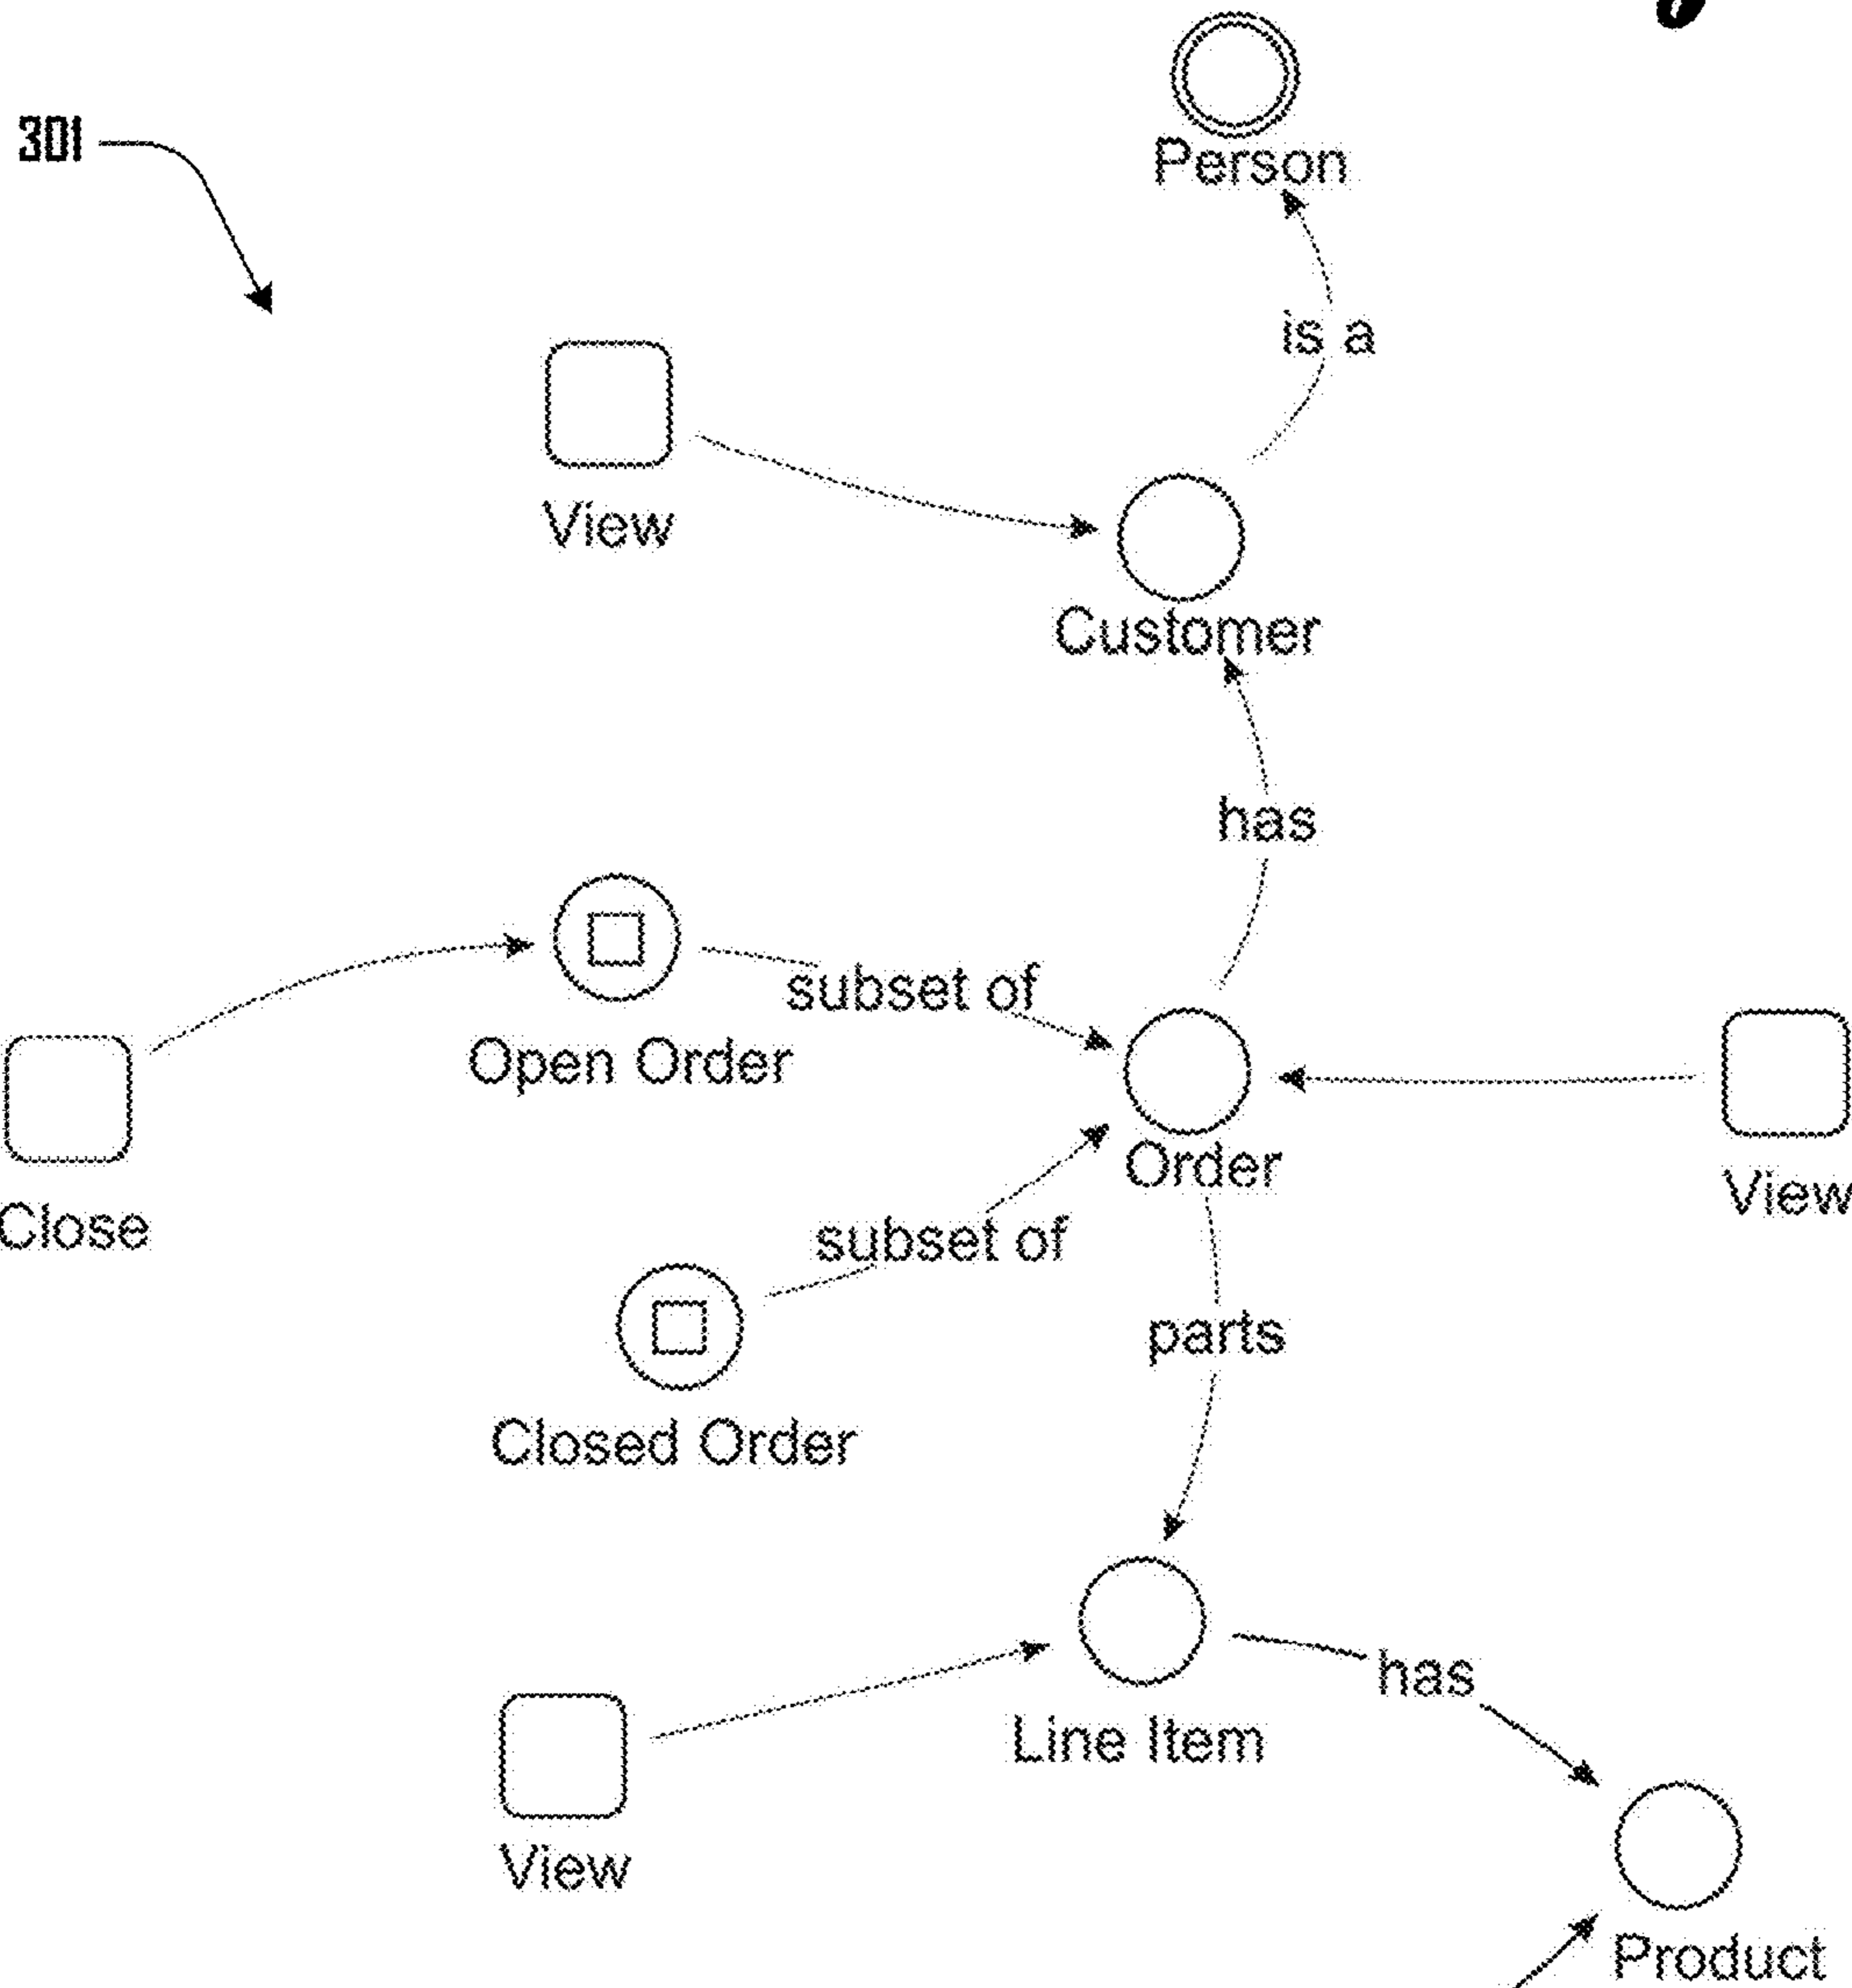 301
Person
is a
View
Customer
has
subset of
Open Order
Order
View
Close
subset of
parts
Closed Order
has
Line Item
View
Product